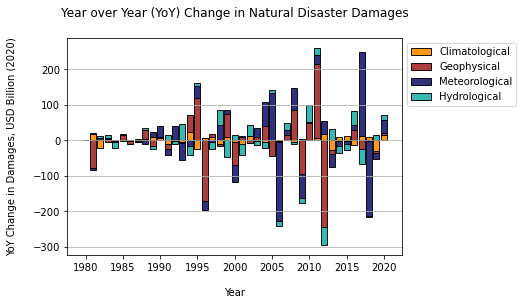 Year over Year (YoY) Change in Natural Disaster Damages
YoY Change in Damages, USD Billion (2020)
200
100
0
−100
−200
−300
1980
1985
1990
1995
2000
2005
2010
2015
2020
Year
Climatological
Geophysical
Meteorological
Hydrological